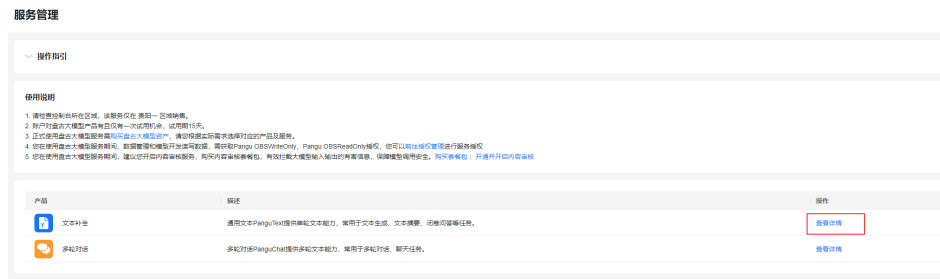 服务管理
操作指引
使用说明
1. 请检查控制台所在区域，该服务仅在 贵阳一 区域销售。
2. 账户对盘古大模型产品有且仅有一次试用机会，试用期15天。
3. 正式使用盘古大模型服务需购买盘古大模型资产，请您根据实际需求选择对应的产品及服务。
4. 您在使用盘古大模型服务期间，数据管理和模型开发读写数据，需获取Pangu OBSWriteOnly、Pangu OBSReadOnly授权，您可以前往授权管理进行服务授权
5. 您在使用盘古大模型服务期间，建议您开启内容审核服务，购买内容审核套餐包，有效拦截大模型输入输出的有害信息，保障模型调用安全。购买套餐包 | 开通并开启内容审核
产品 描述 操作
文本补全 通用文本PanguText提供单轮文本能力，常用于文本生成、文本摘要、闭卷问答等任务。 查看详情
多轮对话 多轮对话PanguChat提供多轮文本能力，常用于多轮对话、聊天任务。 查看详情